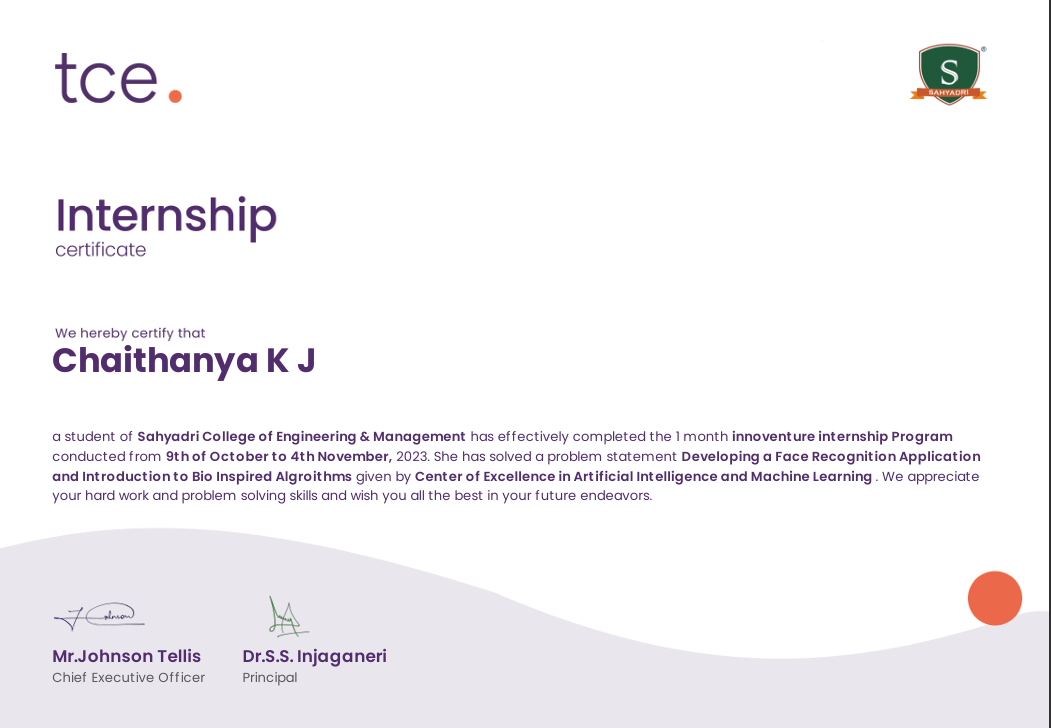 tce.
S
®
SAHYADRI
Internship
certificate
We hereby certify that
Chaithanya K J
a student of Sahyadri College of Engineering & Management has effectively completed the 1 month innoventure internship Program
conducted from 9th of October to 4th November, 2023. She has solved a problem statement Developing a Face Recognition Application
and Introduction to Bio Inspired Algroithms given by Center of Excellence in Artificial Intelligence and Machine Learning . We appreciate
your hard work and problem solving skills and wish you all the best in your future endeavors.
Mr.Johnson Tellis
Chief Executive Officer
Dr.S.S. Injaganeri
Principal